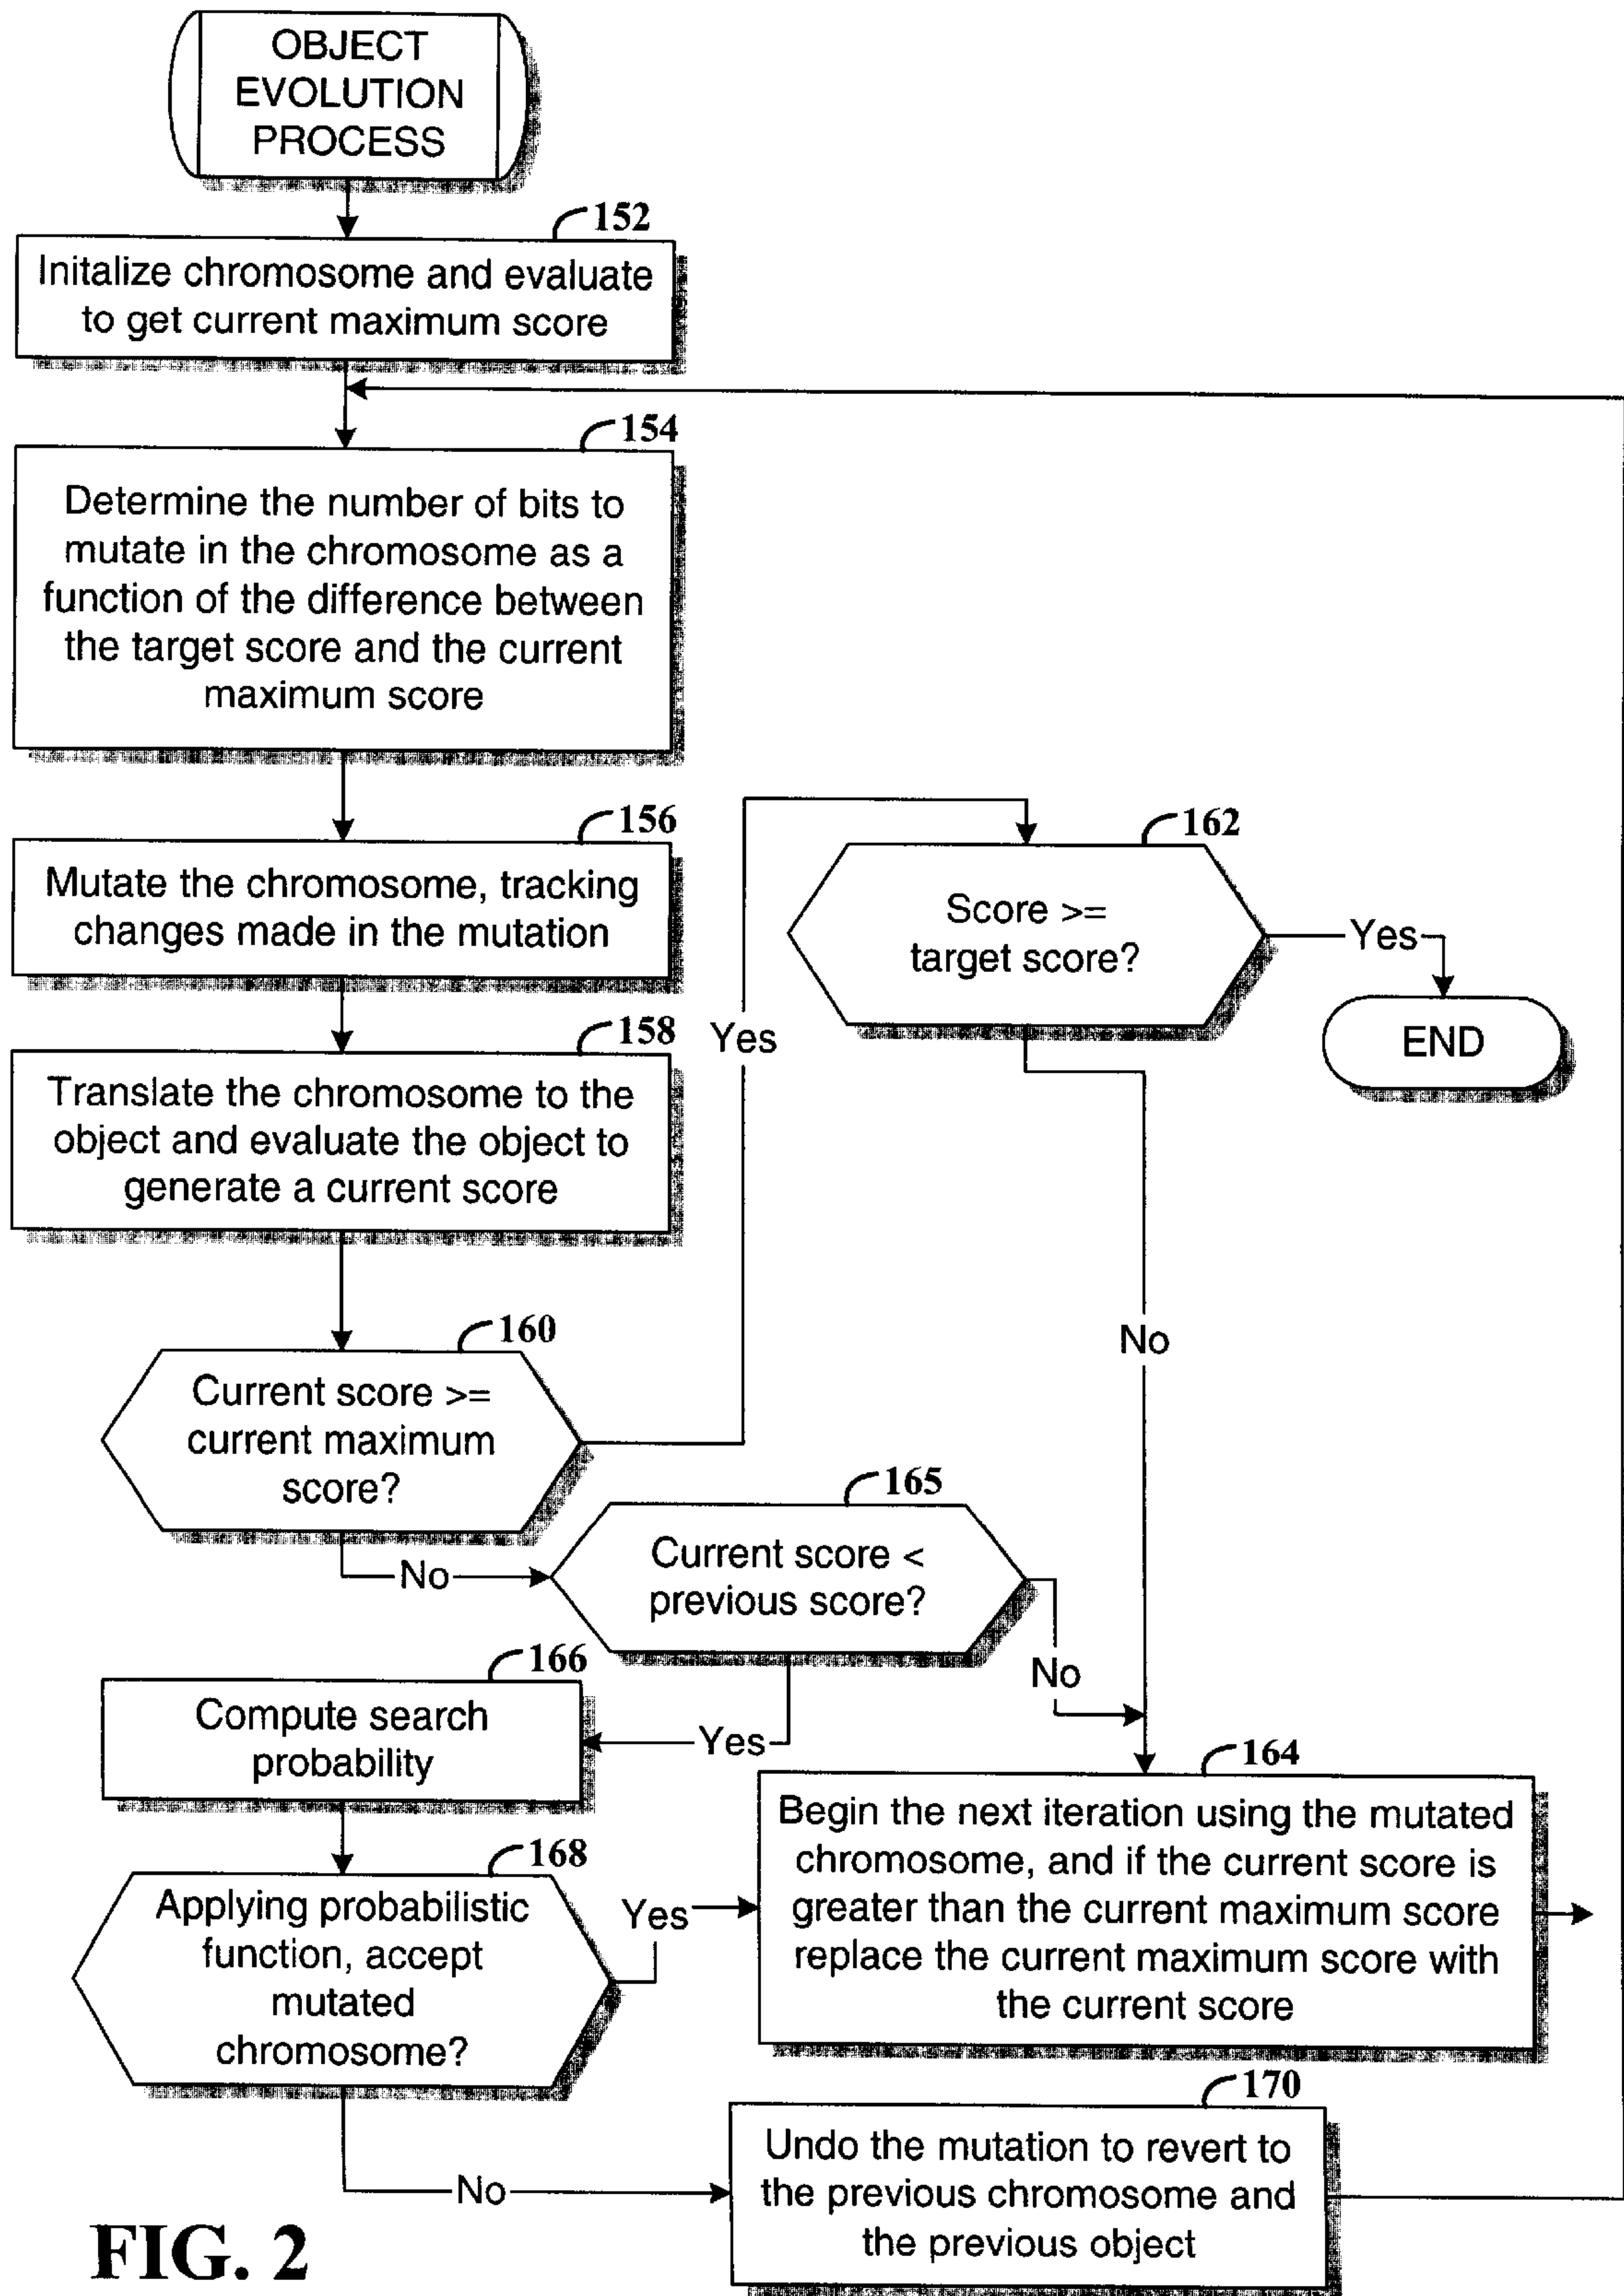 OBJECT
EVOLUTION
PROCESS
152
Initalize chromosome and evaluate
to get current maximum score
154
Determine the number of bits to
mutate in the chromosome as a
function of the difference between
the target score and the current
maximum score
156
Mutate the chromosome, tracking
changes made in the mutation
158
Translate the chromosome to the
object and evaluate the object to
generate a current score
160
Current score >=
current maximum
score?
Yes
162
Score >=
target score?
Yes
END
No
No
165
Current score <
previous score?
No
Yes
166
Compute search
probability
168
Applying probabilistic
function, accept
mutated
chromosome?
Yes
164
Begin the next iteration using the mutated
chromosome, and if the current score is
greater than the current maximum score
replace the current maximum score with
the current score
No
170
Undo the mutation to revert to
the previous chromosome and
the previous object
FIG. 2